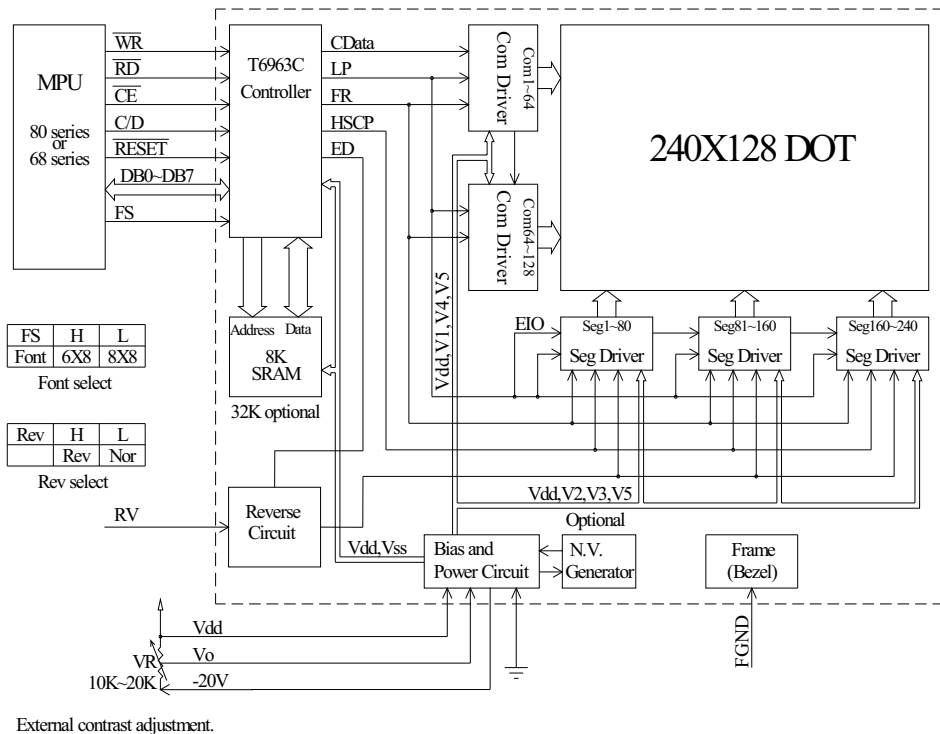 MPU
80 series
or
68 series
WR
RD
CE
C/D
RESET
DB0~DB7
FS
T6963C
Controller
CData
LP
FR
HSCP
ED
Com Driver
Com1~64
Com Driver
Com64~128
240X128 DOT
Address Data
8K
SRAM
32K optional
Vdd,V1,V4,V5
EIO
Seg1~80
Seg Driver
Seg81~160
Seg Driver
Seg160~240
Seg Driver
FS H L
Font 6X8 8X8
Font select
Rev H L
Rev Nor
Rev select
RV
Reverse
Circuit
Vdd,V2,V3,V5
Vdd,Vss
Bias and
Power Circuit
Optional
N.V.
Generator
Frame
(Bezel)
FGND
Vdd
Vo
VR
10K~20K
-20V
External contrast adjustment.